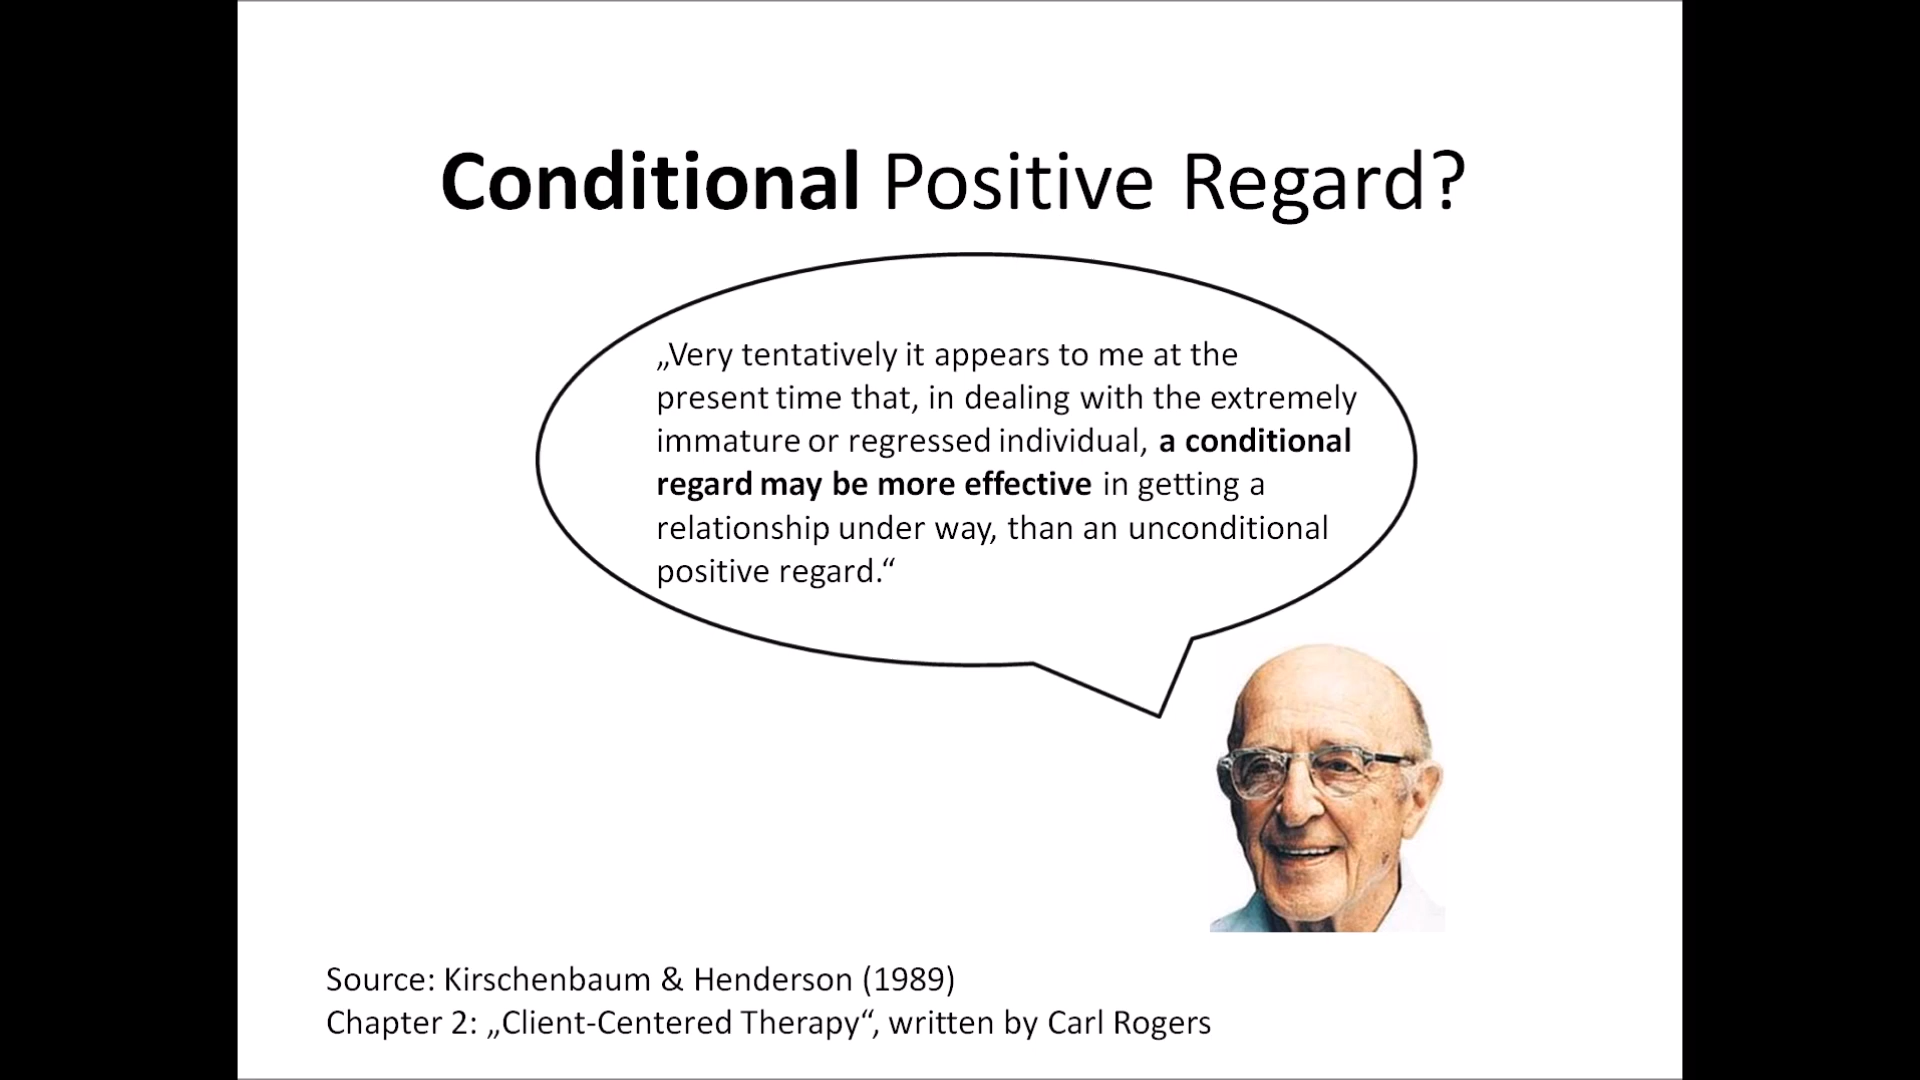 Conditional Positive Regard?
„Very tentatively it appears to me at the
present time that, in dealing with the extremely
immature or regressed individual, a conditional
regard may be more effective in getting a
relationship under way, than an unconditional
positive regard.“
Source: Kirschenbaum & Henderson (1989)
Chapter 2: „Client-Centered Therapy“, written by Carl Rogers